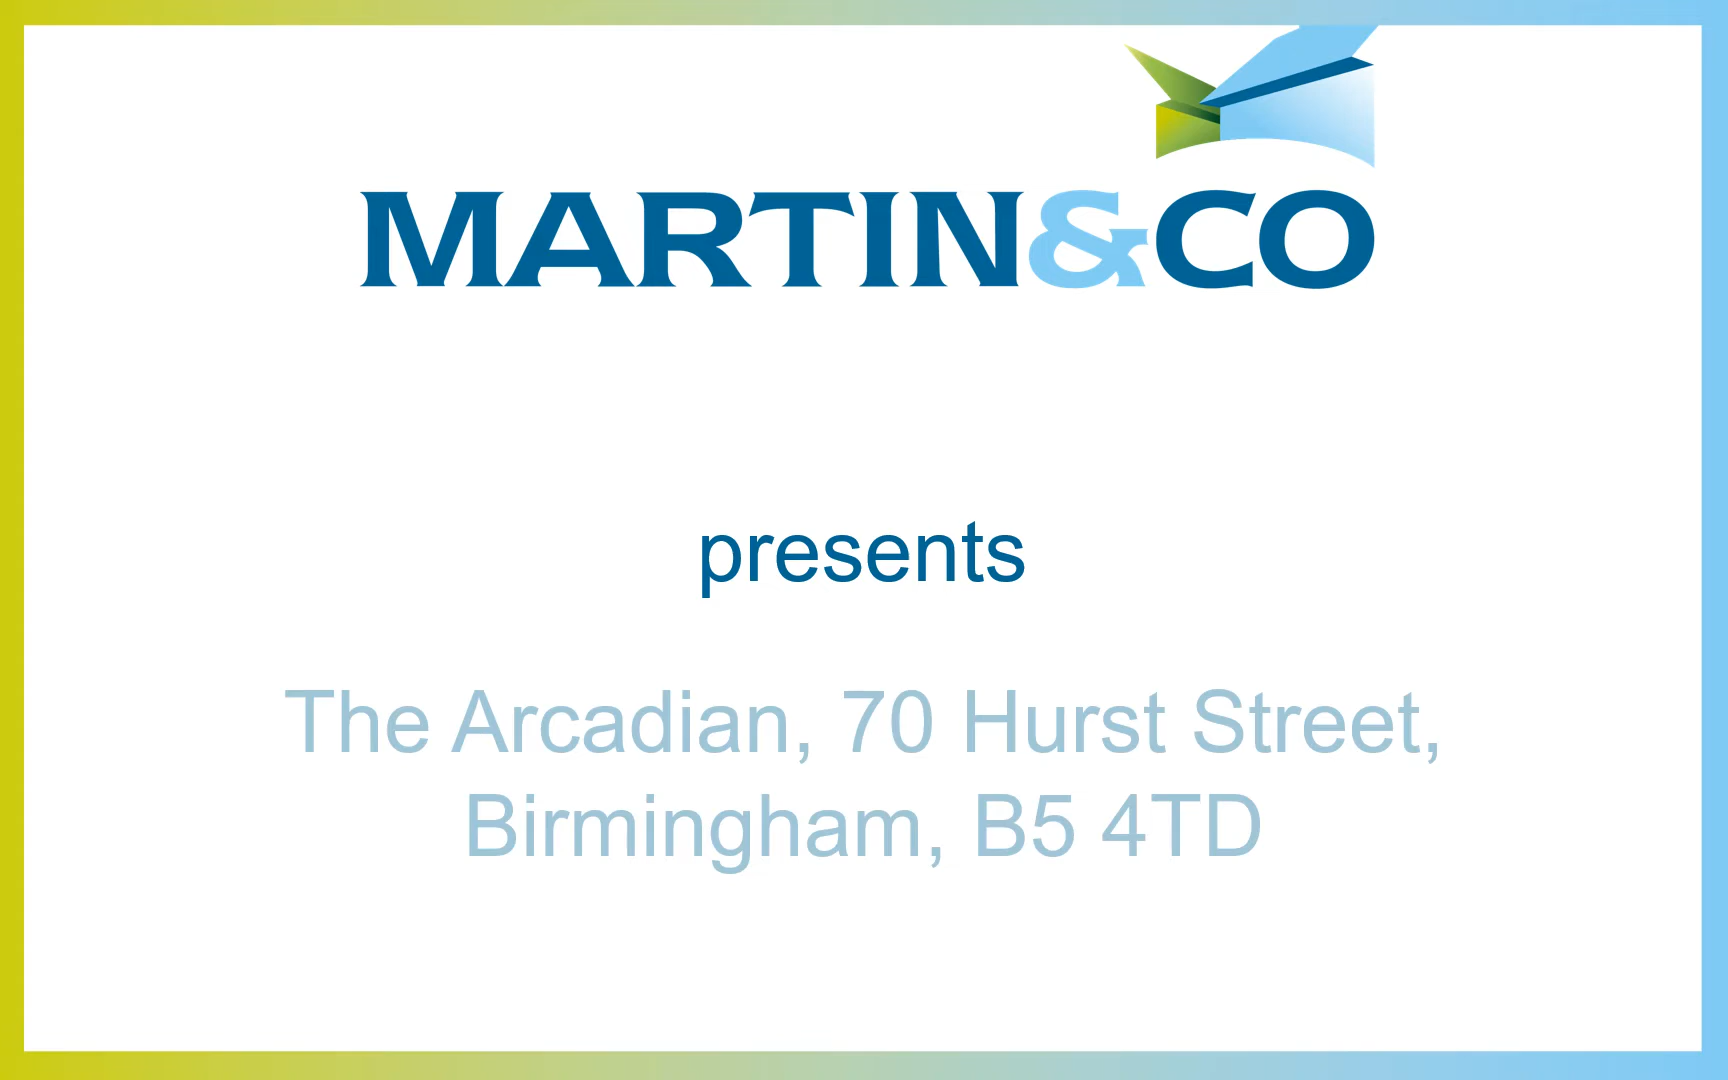 MARTIN&CO
presents
The Arcadian, 70 Hurst Street,
Birmingham, B5 4TD